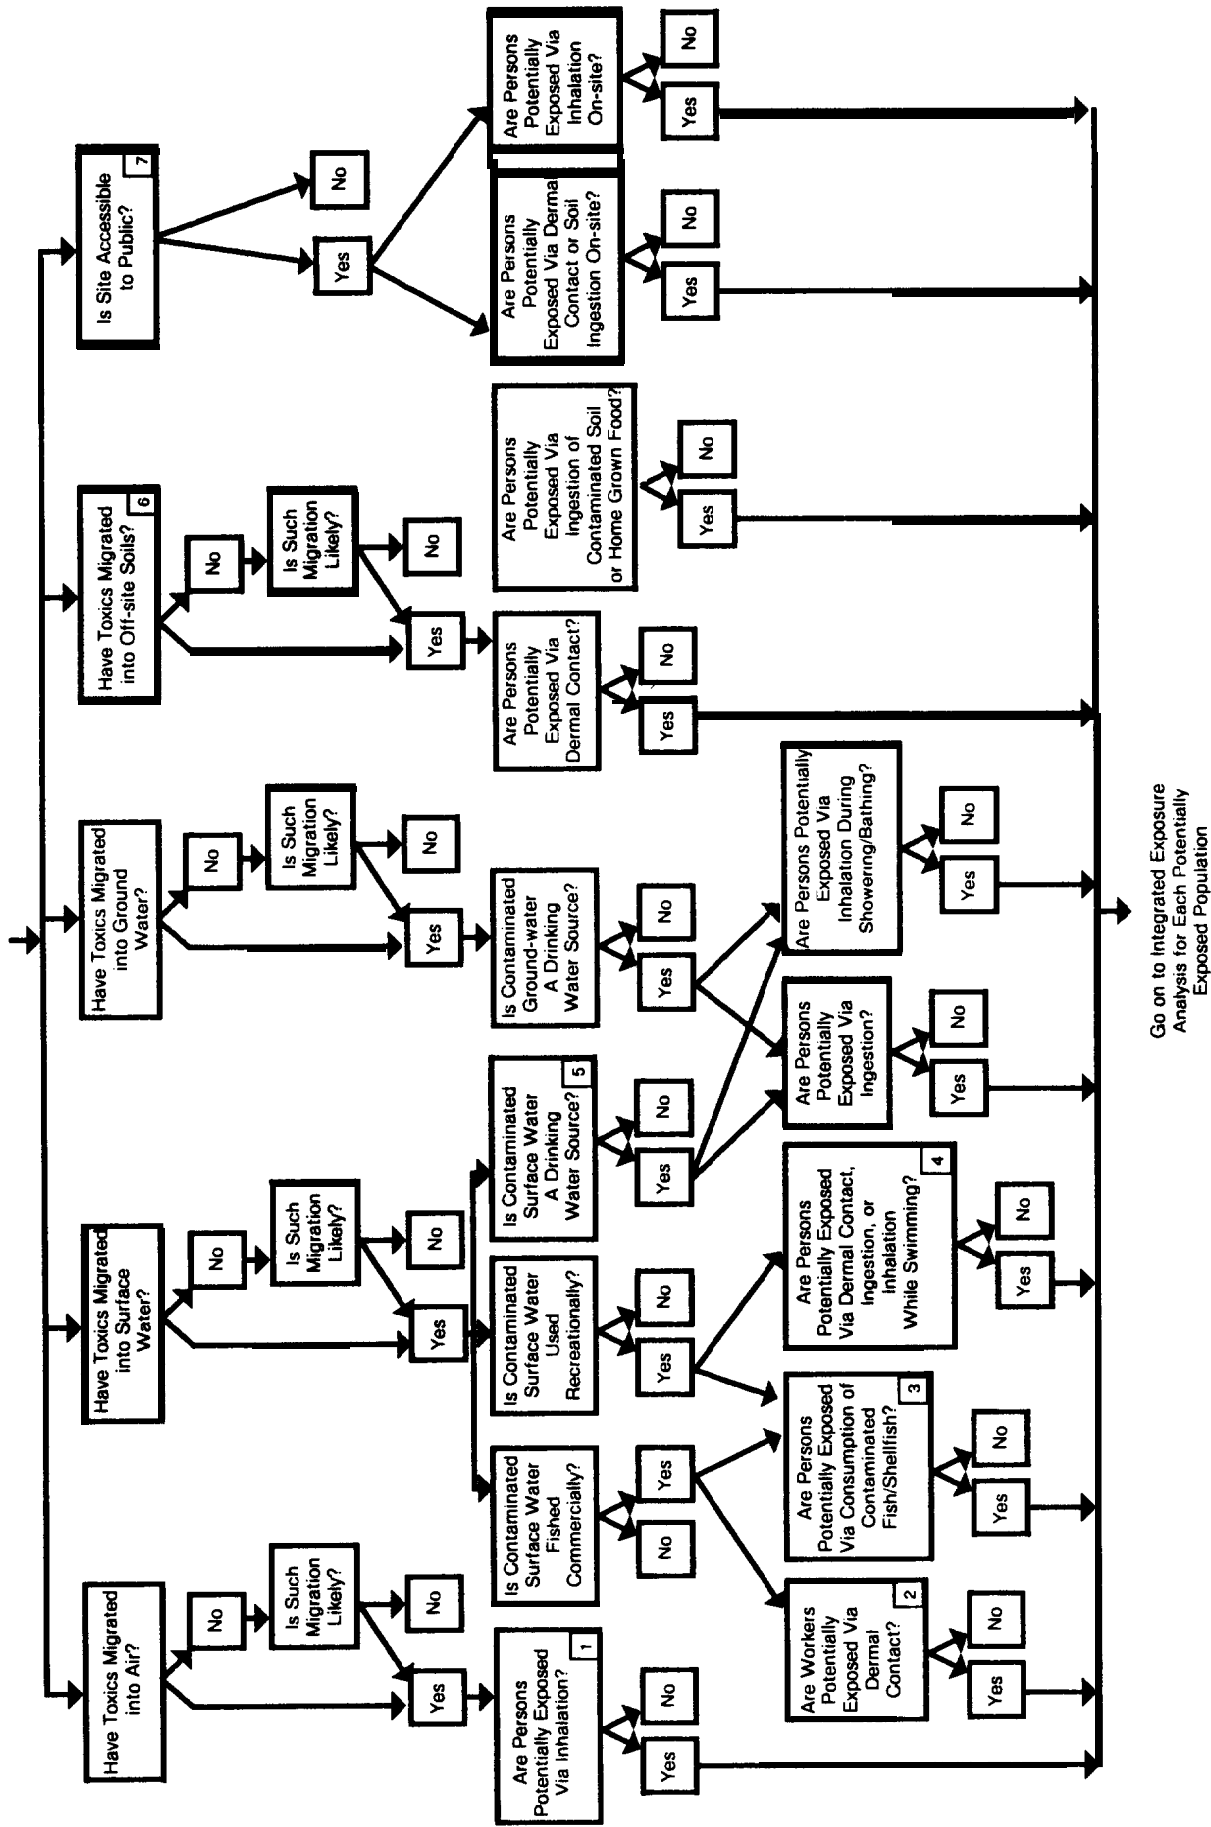 Have Toxics Migrated
into Air?
No
Is Such
Migration
Likely?
Yes
No
Are Persons
Potentially Exposed
Via Inhalation?
1
Yes
No
Have Toxics Migrated
into Surface
Water?
No
Is Such
Migration
Likely?
Yes
No
Is Contaminated
Surface Water
Fished
Commercially?
No
Yes
Is Contaminated
Surface Water
Used
Recreationally?
Yes
No
Is Contaminated
Surface Water
A Drinking
Water Source?
5
Yes
No
Are Workers
Potentially
Exposed Via
Dermal
Contact?
2
Yes
No
Are Persons
Potentially Exposed
Via Consumption of
Contaminated
Fish/Shellfish?
3
Yes
No
Are Persons
Potentially Exposed
Via Dermal Contact,
Ingestion, or
Inhalation
While Swimming?
4
Yes
No
Have Toxics Migrated
into Ground
Water?
No
Is Such
Migration
Likely?
Yes
No
Is Contaminated
Ground-water
A Drinking
Water Source?
Yes
No
Are Persons
Potentially
Exposed Via
Ingestion?
Yes
No
Are Persons Potentially
Exposed Via
Inhalation During
Showering/Bathing?
Yes
No
Have Toxics Migrated
into Off-site Soils?
6
No
Is Such
Migration
Likely?
Yes
No
Are Persons
Potentially
Exposed Via
Dermal Contact?
Yes
No
Are Persons
Potentially
Exposed Via
Ingestion of
Contaminated Soil
or Home Grown Food?
Yes
No
Is Site Accessible
to Public?
7
Yes
No
Are Persons
Potentially
Exposed Via Dermal
Contact or Soil
Ingestion On-site?
Yes
No
Are Persons
Potentially
Exposed Via
Inhalation
On-site?
Yes
No
Go on to Integrated Exposure
Analysis for Each Potentially
Exposed Population